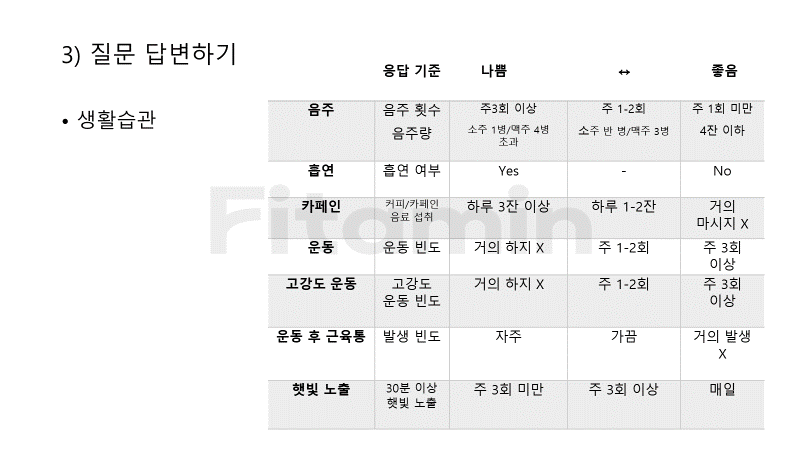 3) 질문 답변하기
• 생활습관
응답 기준 나쁨 ↔ 좋음
음주 음주 횟수 주3회 이상 주 1-2회 주 1회 미만
음주량 소주 1병/맥주 4병 소주 반 병/맥주 3병 4잔 이하
초과
흡연 흡연 여부 Yes - No
카페인 커피/카페인 하루 3잔 이상 하루 1-2잔 거의
음료 섭취 마시지 X
운동 운동 빈도 거의 하지 X 주 1-2회 주 3회
이상
고강도 운동 고강도 거의 하지 X 주 1-2회 주 3회
운동 빈도 이상
운동 후 근육통 발생 빈도 자주 가끔 거의 발생
X
햇빛 노출 30분 이상 주 3회 미만 주 3회 이상 매일
햇빛 노출
Fitamin